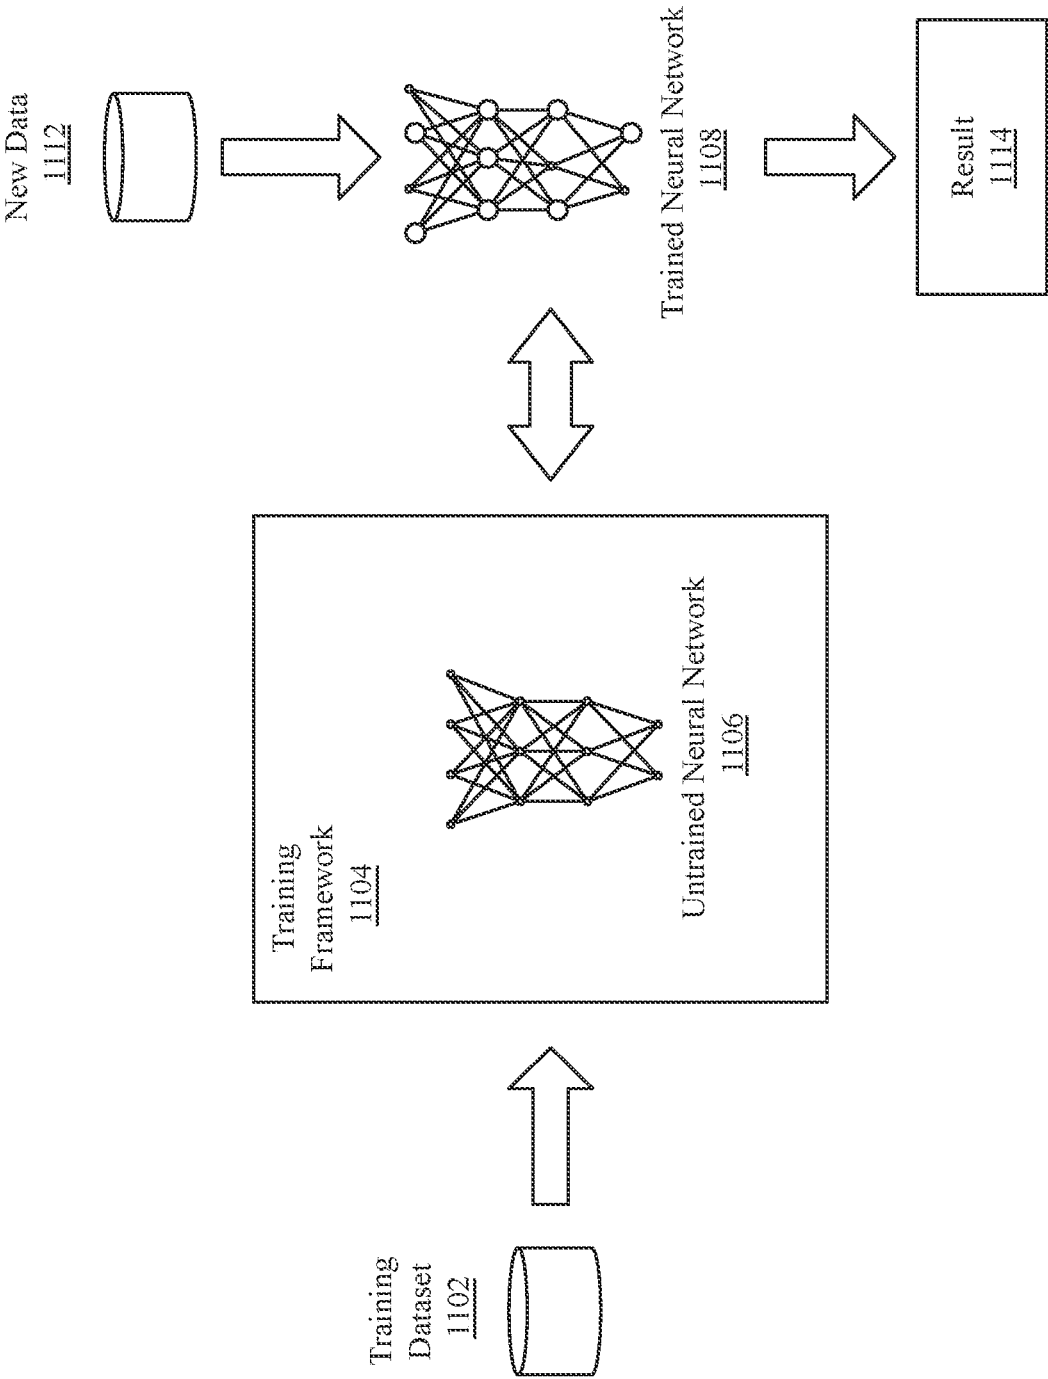 Training
Dataset
1102
Training
Framework
1104
Untrained Neural Network
1106
New Data
1112
Trained Neural Network
1108
Result
1114